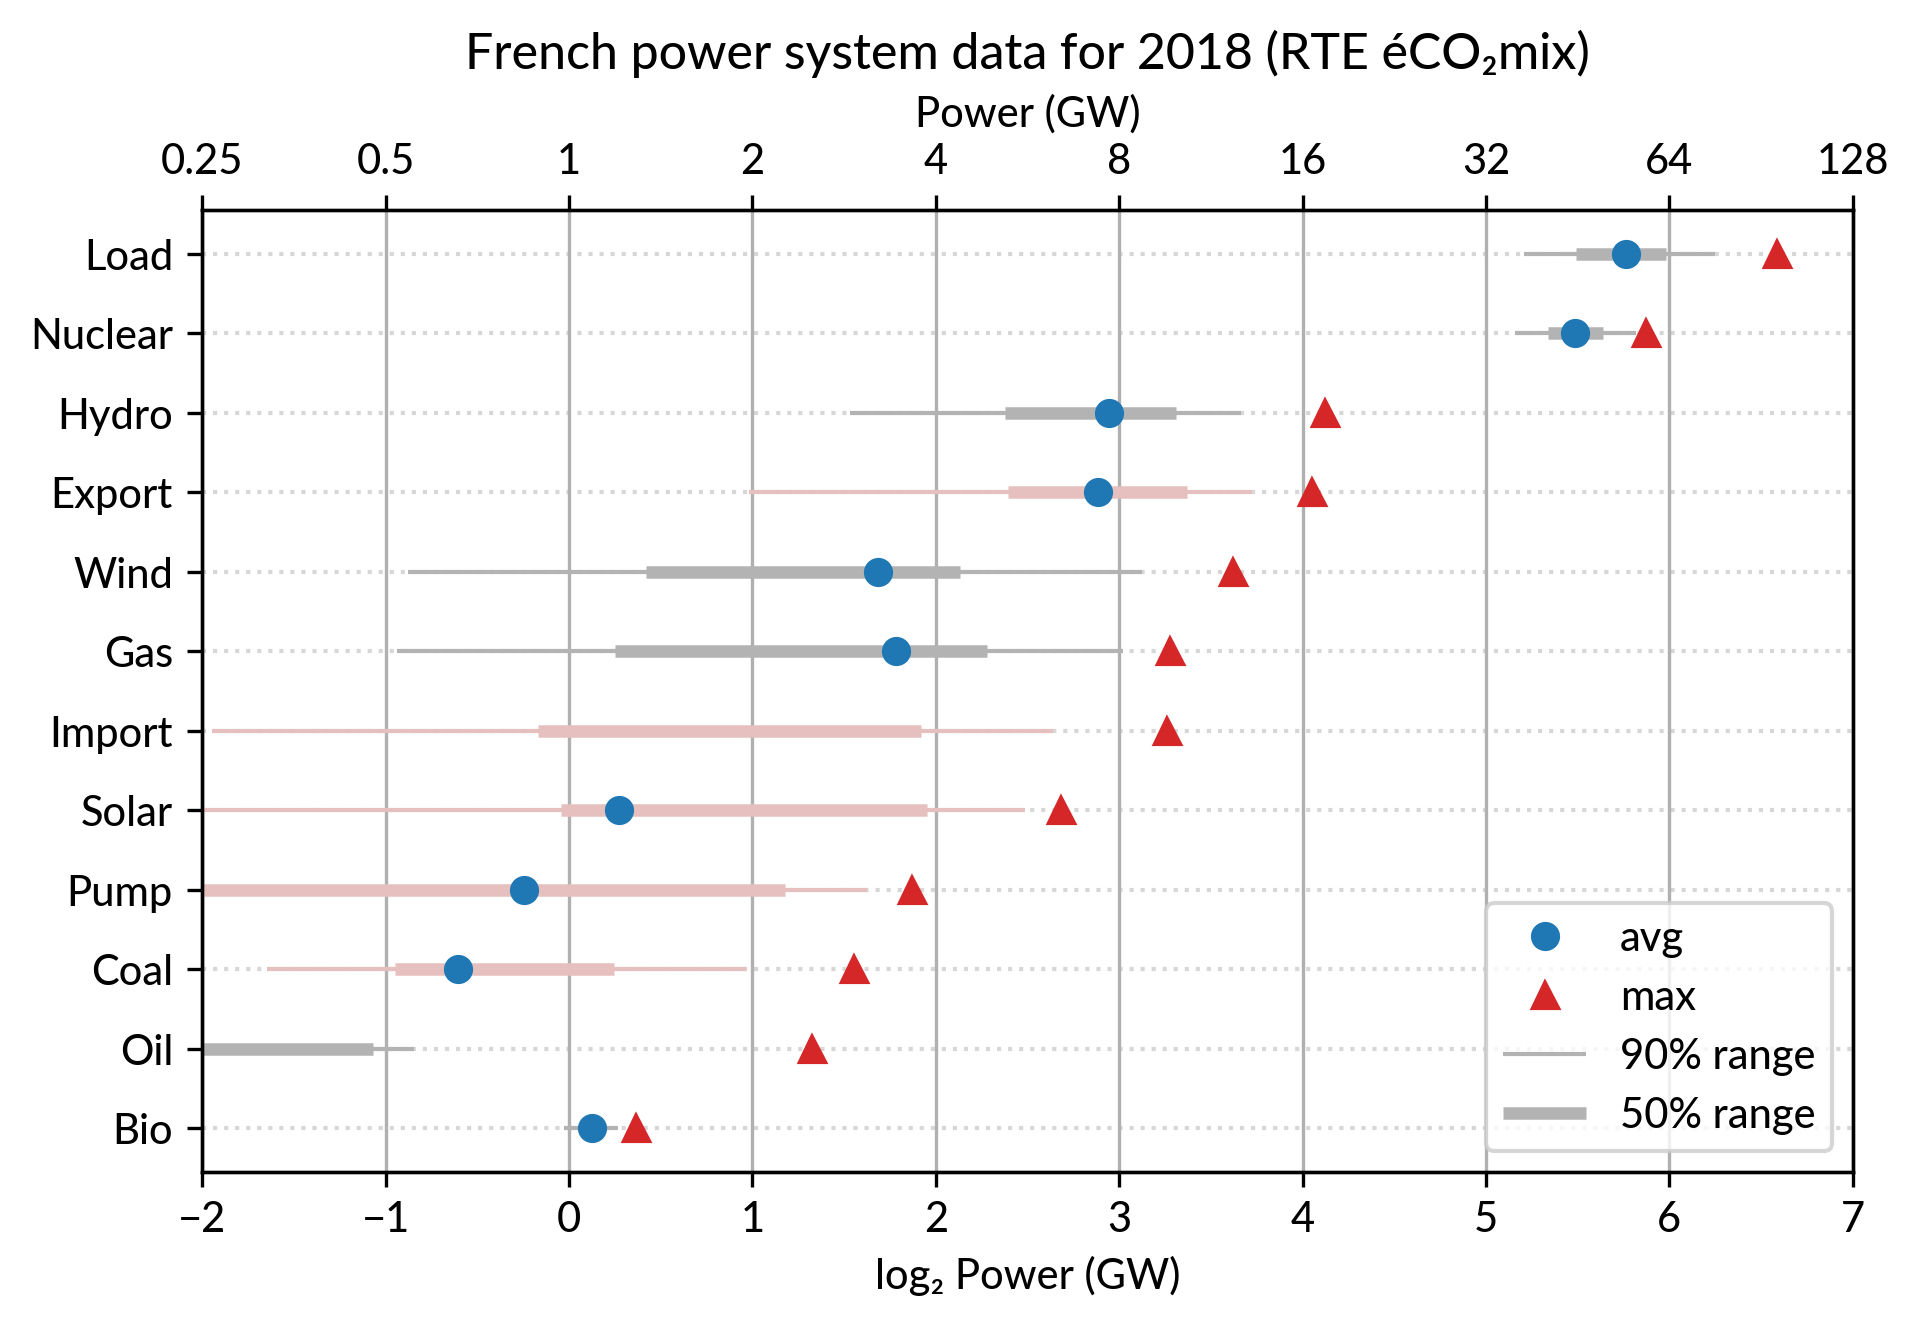 French power system data for 2018 (RTE éCO₂mix)
Power (GW)
0.25 0.5 1 2 4 8 16 32 64 128
Load
Nuclear
Hydro
Export
Wind
Gas
Import
Solar
Pump
Coal
Oil
Bio
avg
max
90% range
50% range
−2 −1 0 1 2 3 4 5 6 7
log₂ Power (GW)